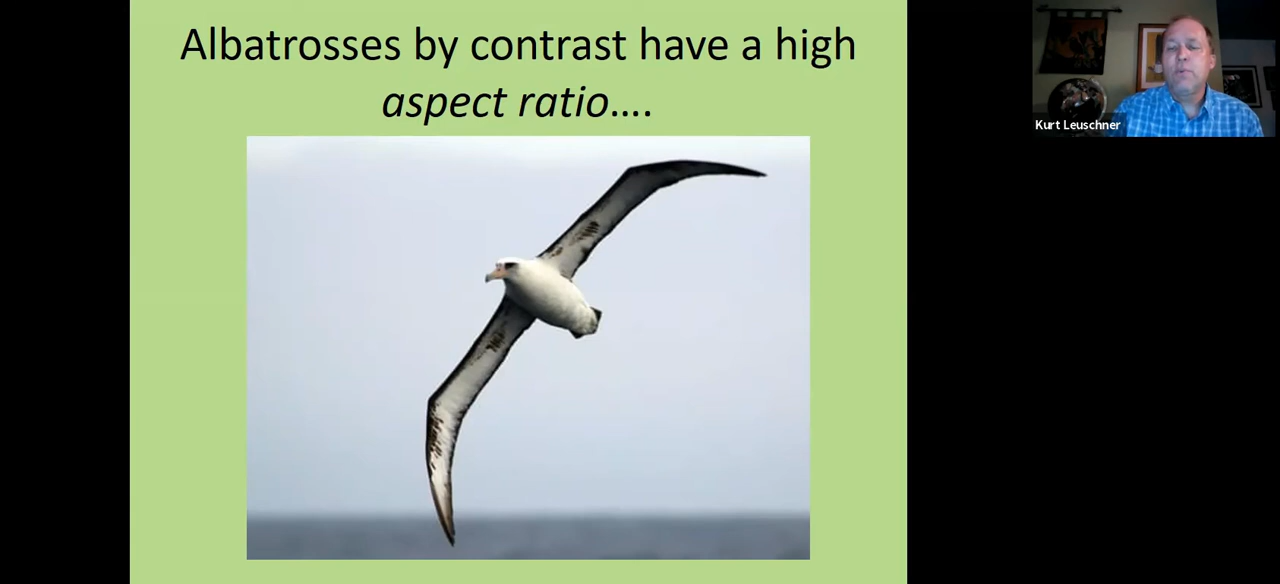 Albatrosses by contrast have a high
aspect ratio....
Kurt Leuschner